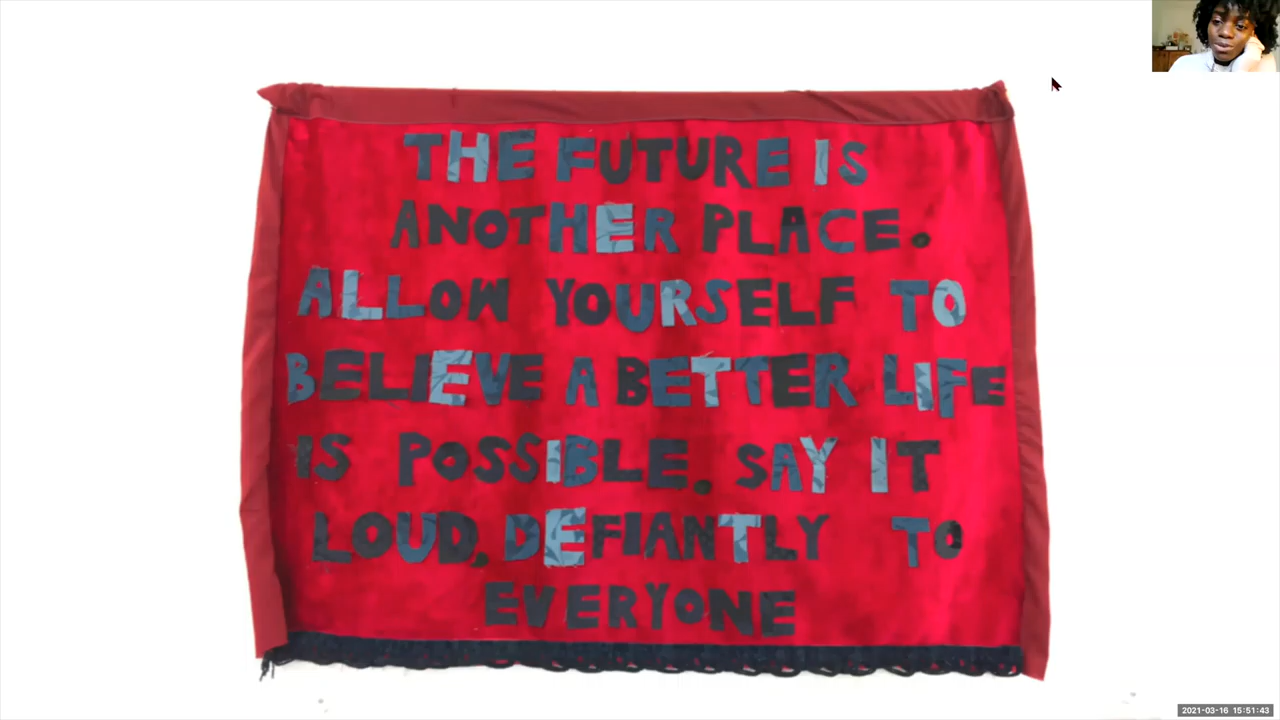 THE FUTURE IS
ANOTHER PLACE.
ALLOW YOURSELF TO
BELIEVE A BETTER LIFE
IS POSSIBLE. SAY IT
LOUD, DEFIANTLY TO
EVERYONE
2021-03-16 15:51:43